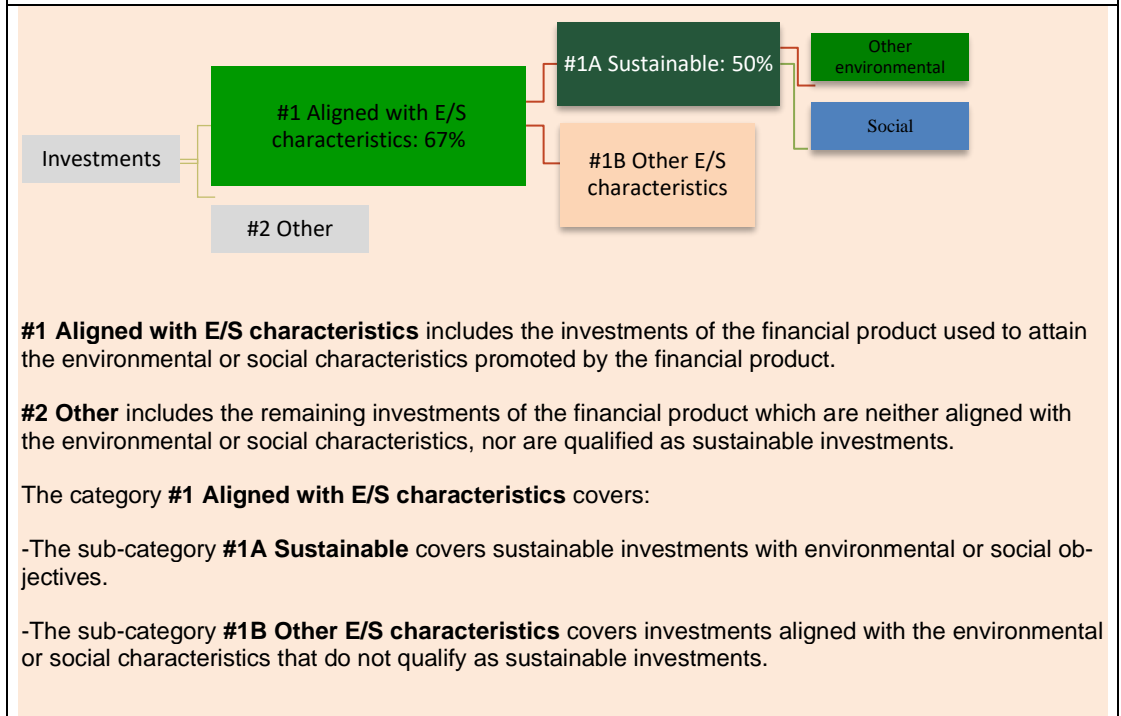 Investments
#1 Aligned with E/S
characteristics: 67%
#2 Other
#1A Sustainable: 50%
#1B Other E/S
characteristics
Other
environmental
Social
#1 Aligned with E/S characteristics includes the investments of the financial product used to attain
the environmental or social characteristics promoted by the financial product.
#2 Other includes the remaining investments of the financial product which are neither aligned with
the environmental or social characteristics, nor are qualified as sustainable investments.
The category #1 Aligned with E/S characteristics covers:
-The sub-category #1A Sustainable covers sustainable investments with environmental or social ob-
jectives.
-The sub-category #1B Other E/S characteristics covers investments aligned with the environmental
or social characteristics that do not qualify as sustainable investments.